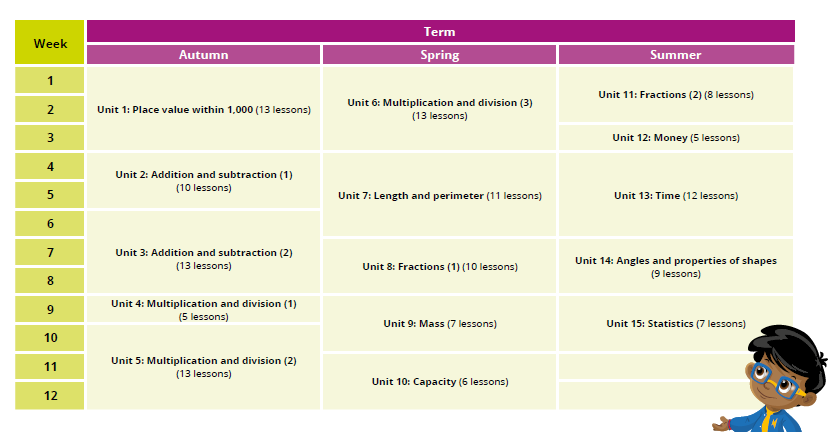 Week
Term
Autumn
Spring
Summer
1
2
3
4
5
6
7
8
9
10
11
12
Unit 1: Place value within 1,000 (13 lessons)
Unit 2: Addition and subtraction (1)
(10 lessons)
Unit 3: Addition and subtraction (2)
(13 lessons)
Unit 4: Multiplication and division (1)
(5 lessons)
Unit 5: Multiplication and division (2)
(13 lessons)
Unit 6: Multiplication and division (3)
(13 lessons)
Unit 7: Length and perimeter (11 lessons)
Unit 8: Fractions (1) (10 lessons)
Unit 9: Mass (7 lessons)
Unit 10: Capacity (6 lessons)
Unit 11: Fractions (2) (8 lessons)
Unit 12: Money (5 lessons)
Unit 13: Time (12 lessons)
Unit 14: Angles and properties of shapes
(9 lessons)
Unit 15: Statistics (7 lessons)